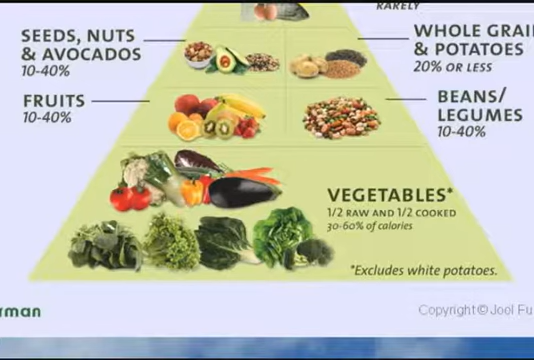 RARELY
SEEDS, NUTS
& AVOCADOS
10-40%
WHOLE GRAI
& POTATOES
20% OR LESS
FRUITS
10-40%
BEANS/
LEGUMES
10-40%
VEGETABLES*
1/2 RAW AND 1/2 COOKED
30-60% of calories
*Excludes white potatoes.
rman
Copyright © Joel Fu